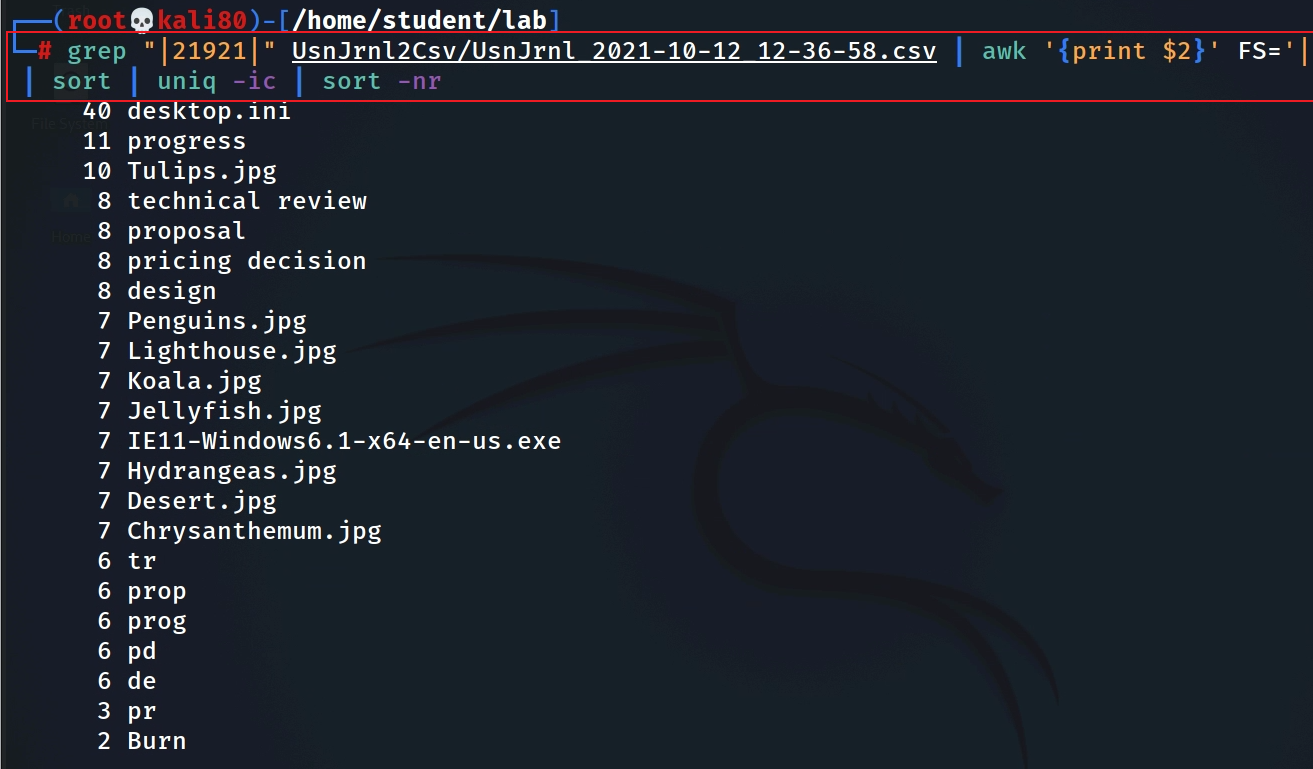 (root💀kali80)-[/home/student/lab]
# grep "|21921|" UsnJrnl2Csv/UsnJrnl_2021-10-12_12-36-58.csv | awk '{print $2}' FS='|
| sort | uniq -ic | sort -nr
40 desktop.ini
File System
11 progress
10 Tulips.jpg
8 technical review
Home
8 proposal
8 pricing decision
8 design
7 Penguins.jpg
7 Lighthouse.jpg
7 Koala.jpg
7 Jellyfish.jpg
7 IE11-Windows6.1-x64-en-us.exe
7 Hydrangeas.jpg
7 Desert.jpg
7 Chrysanthemum.jpg
6 tr
6 prop
6 prog
6 pd
6 de
3 pr
2 Burn